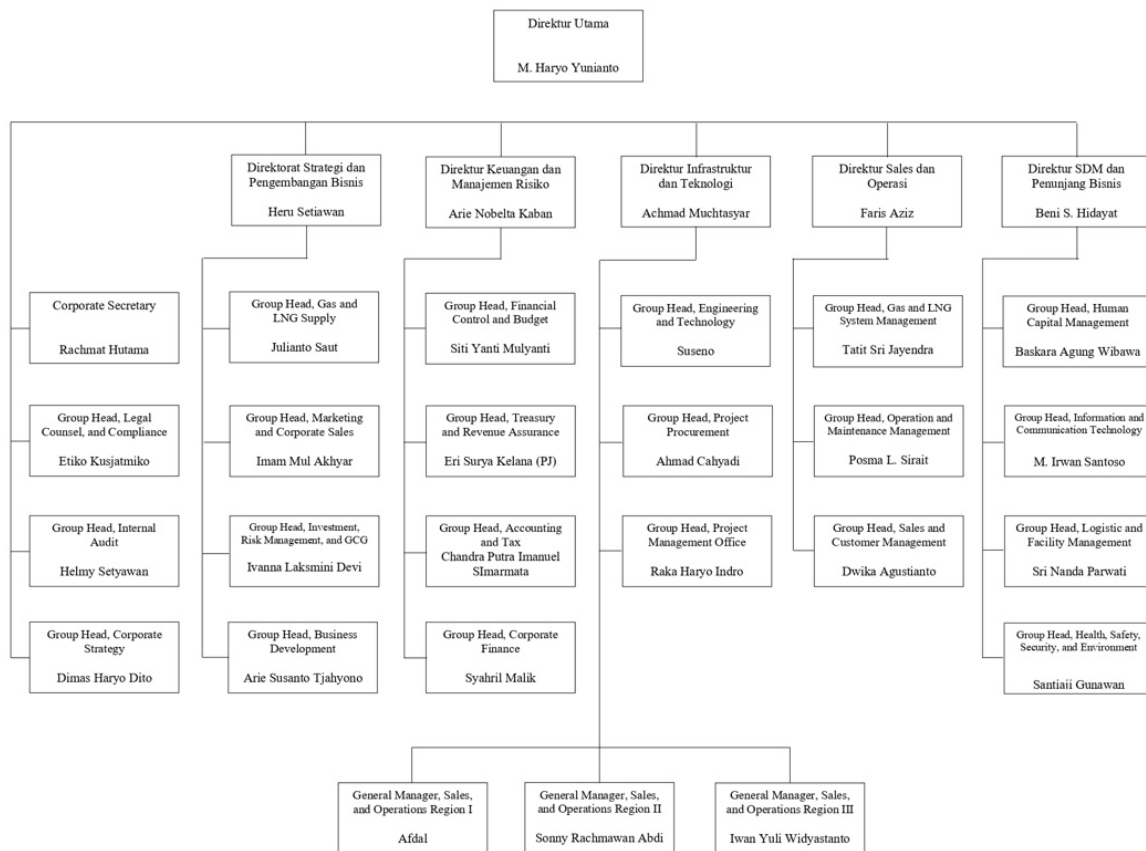 Direktur Utama
M. Haryo Yunianto
Direktorat Strategi dan
Pengembangan Bisnis
Heru Setiawan
Direktur Keuangan dan
Manajemen Risiko
Arie Nobelta Kaban
Direktur Infrastruktur
dan Teknologi
Achmad Muchtasyar
Direktur Sales dan
Operasi
Faris Aziz
Direktur SDM dan
Penunjang Bisnis
Beni S. Hidayat
Corporate Secretary
Rachmat Hutama
Group Head, Gas and
LNG Supply
Julianto Saut
Group Head, Financial
Control and Budget
Siti Yanti Mulyanti
Group Head, Engineering
and Technology
Suseno
Group Head, Gas and LNG
System Management
Tatit Sri Jayendra
Group Head, Human
Capital Management
Baskara Agung Wibawa
Group Head, Legal
Counsel, and Compliance
Etiko Kusjatmiko
Group Head, Marketing
and Corporate Sales
Imam Mul Akhyar
Group Head, Treasury
and Revenue Assurance
Eri Surya Kelana (PJ)
Group Head, Project
Procurement
Ahmad Cahyadi
Group Head, Operation and
Maintenance Management
Posma L. Sirait
Group Head, Information and
Communication Technology
M. Irwan Santoso
Group Head, Internal
Audit
Helmy Setyawan
Group Head, Investment,
Risk Management, and GCG
Ivanna Laksmini Devi
Group Head, Accounting
and Tax
Chandra Putra Imanuel
SImarmata
Group Head, Project
Management Office
Raka Haryo Indro
Group Head, Sales and
Customer Management
Dwika Agustianto
Group Head, Logistic and
Facility Management
Sri Nanda Parwati
Group Head, Corporate
Strategy
Dimas Haryo Dito
Group Head, Business
Development
Arie Susanto Tjahyono
Group Head, Corporate
Finance
Syahril Malik
Group Head, Health, Safety,
Security, and Environment
Santiaji Gunawan
General Manager, Sales,
and Operations Region I
Afdal
General Manager, Sales,
and Operations Region II
Sonny Rachmawan Abdi
General Manager, Sales,
and Operations Region III
Iwan Yuli Widyastanto